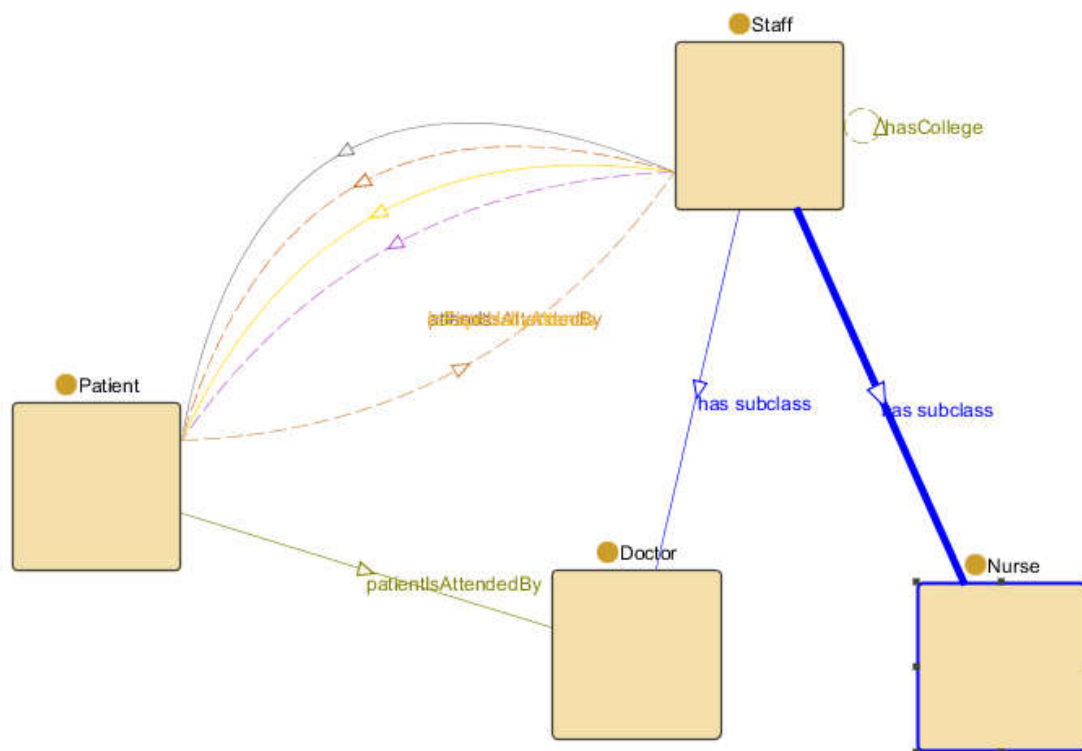 Staff
hasCollege
Patient
has subclass
has subclass
Doctor
patientIsAttendedBy
Nurse